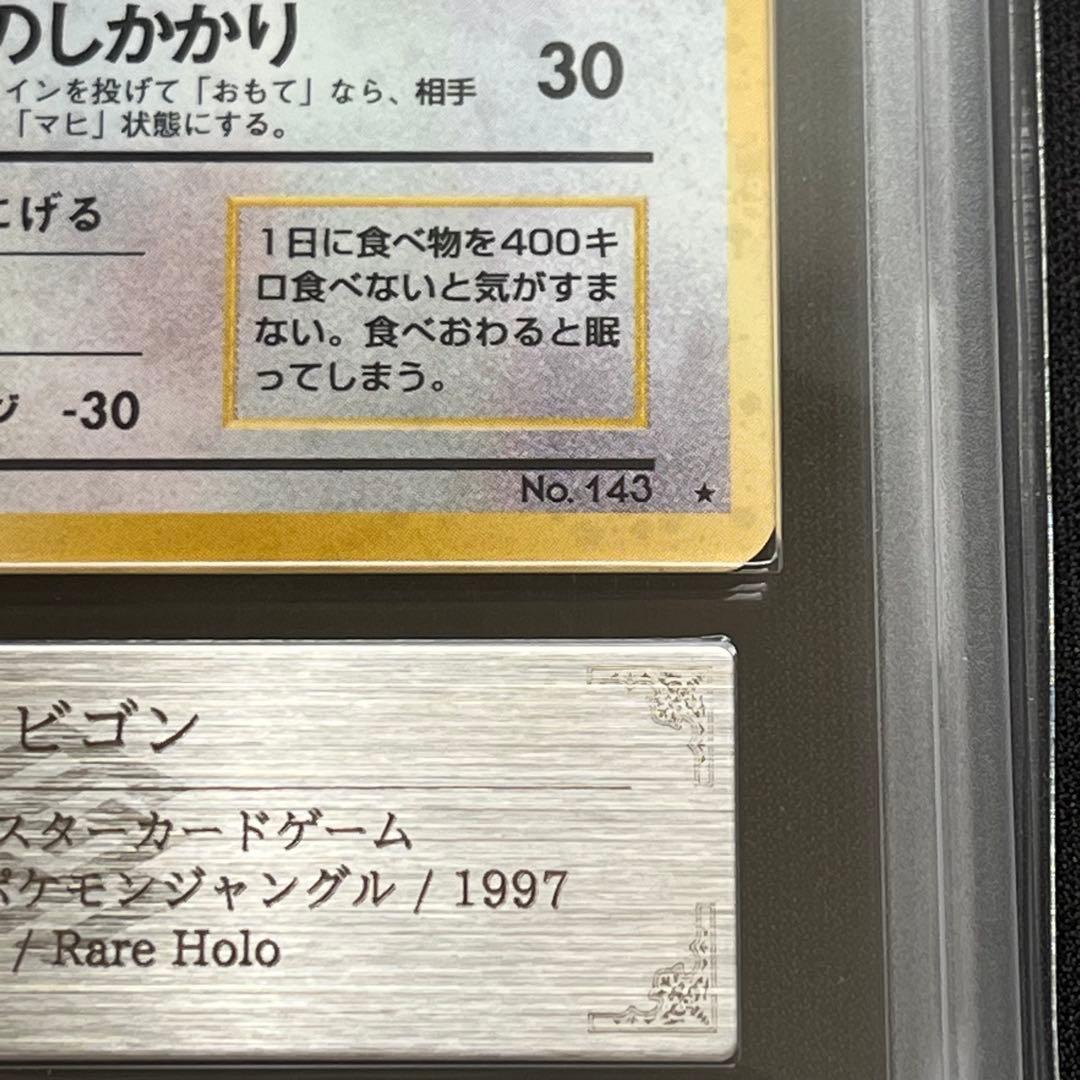 のしかかり 30
インを投げて「おもて」なら、相手
「マヒ」状態にする。
にげる
1日に食べ物を400キ
ロ食べないと気がすま
ない。食べおわると眠
ってしまう。
-30
No. 143 ★
ビゴン
スターカードゲーム
ポケモンジャングル / 1997
/ Rare Holo